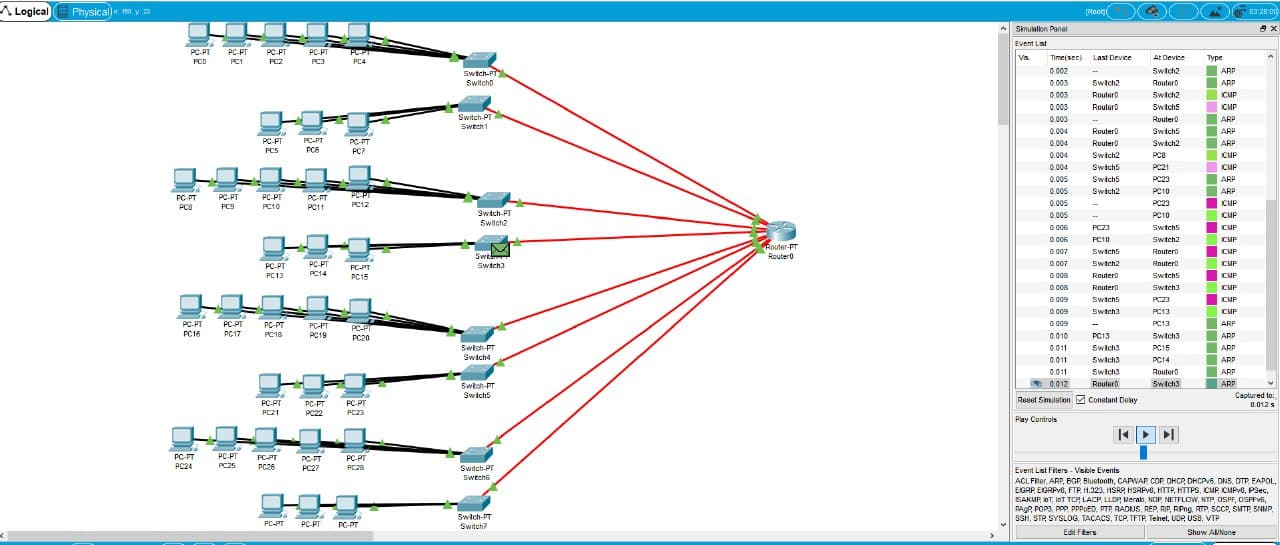 Logical
Physical x: 169 y: 23
[Root]
03:28:00
PC-PT PC-PT PC-PT PC-PT PC-PT
PC0 PC1 PC2 PC3 PC4
Switch-PT
Switch0
Switch-PT
Switch1
PC-PT PC-PT PC-PT
PC5 PC6 PC7
PC-PT PC-PT PC-PT PC-PT PC-PT
PC8 PC9 PC10 PC11 PC12
Switch-PT
Switch2
Router-PT
Router0
Switch3
PC-PT PC-PT PC-PT
PC13 PC14 PC15
PC-PT PC-PT PC-PT PC-PT PC-PT
PC16 PC17 PC18 PC19 PC20
Switch-PT
Switch4
Switch-PT
Switch5
PC-PT PC-PT PC-PT
PC21 PC22 PC23
PC-PT PC-PT PC-PT PC-PT PC-PT
PC24 PC25 PC26 PC27 PC28
Switch-PT
Switch6
Switch-PT
Switch7
PC-PT PC-PT PC-PT
Simulation Panel
Event List
Vis. Time(sec) Last Device At Device Type
0.002 -- Switch2 ARP
0.003 Switch2 Router0 ARP
0.003 Router0 Switch2 ICMP
0.003 Router0 Switch5 ICMP
0.003 -- Router0 ARP
0.004 Router0 Switch5 ARP
0.004 Router0 Switch2 ARP
0.004 Switch2 PC8 ICMP
0.004 Switch5 PC21 ICMP
0.005 Switch5 PC23 ARP
0.005 Switch2 PC10 ARP
0.005 -- PC23 ICMP
0.005 -- PC10 ICMP
0.006 PC23 Switch5 ICMP
0.006 PC10 Switch2 ICMP
0.007 Switch5 Router0 ICMP
0.007 Switch2 Router0 ICMP
0.008 Router0 Switch5 ICMP
0.008 Router0 Switch3 ICMP
0.009 Switch5 PC23 ICMP
0.009 Switch3 PC13 ICMP
0.009 -- PC13 ARP
0.010 PC13 Switch3 ARP
0.011 Switch3 PC15 ARP
0.011 Switch3 PC14 ARP
0.011 Switch3 Router0 ARP
0.012 Router0 Switch3 ARP
Reset Simulation Constant Delay Captured to:
0.012 s
Play Controls
Event List Filters - Visible Events
ACL Filter, ARP, BGP, Bluetooth, CAPWAP, CDP, DHCP, DHCPv6, DNS, DTP, EAPOL,
EIGRP, EIGRPv6, FTP, H.323, HSRP, HSRPv6, HTTP, HTTPS, ICMP, ICMPv6, IPSec,
ISAKMP, IoT, IoT TCP, LACP, LLDP, Meraki, NDP, NETFLOW, NTP, OSPF, OSPFv6,
PAgP, POP3, PPP, PPPoED, PTP, RADIUS, REP, RIP, RIPng, RTP, SCCP, SMTP, SNMP,
SSH, STP, SYSLOG, TACACS, TCP, TFTP, Telnet, UDP, USB, VTP
Edit Filters Show All/None